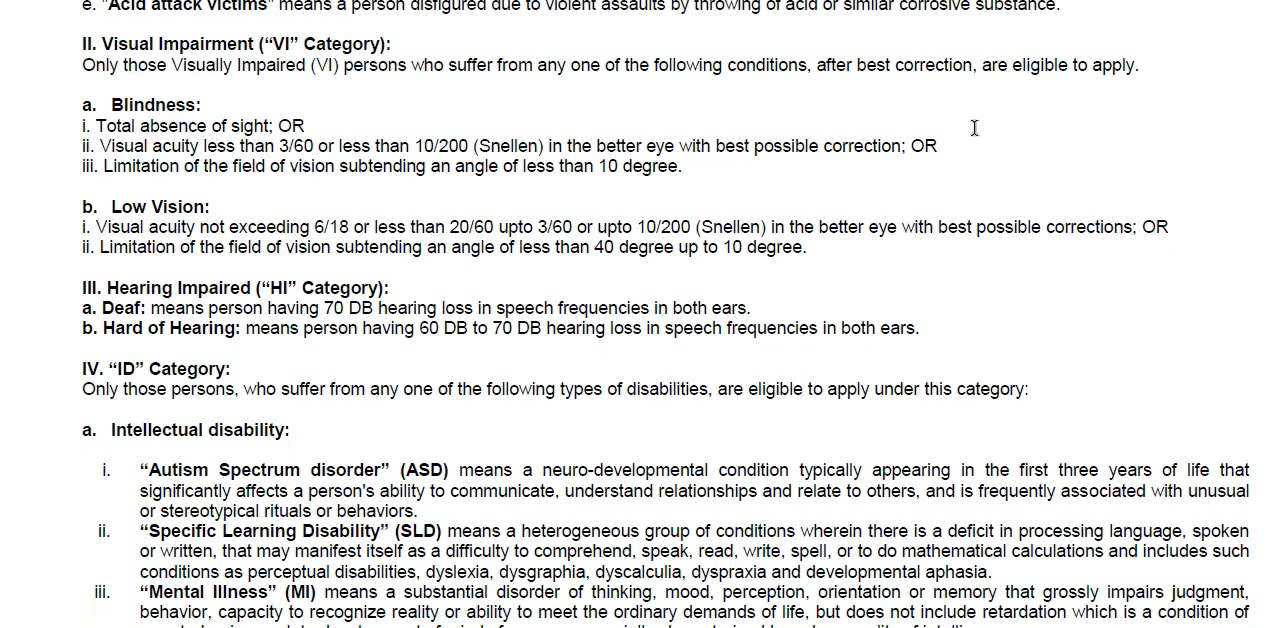 e. "Acid attack victims" means a person disfigured due to violent assaults by throwing of acid or similar corrosive substance.
II. Visual Impairment (“VI” Category):
Only those Visually Impaired (VI) persons who suffer from any one of the following conditions, after best correction, are eligible to apply.
a. Blindness:
i. Total absence of sight; OR
ii. Visual acuity less than 3/60 or less than 10/200 (Snellen) in the better eye with best possible correction; OR
iii. Limitation of the field of vision subtending an angle of less than 10 degree.
b. Low Vision:
i. Visual acuity not exceeding 6/18 or less than 20/60 upto 3/60 or upto 10/200 (Snellen) in the better eye with best possible corrections; OR
ii. Limitation of the field of vision subtending an angle of less than 40 degree up to 10 degree.
III. Hearing Impaired (“HI” Category):
a. Deaf: means person having 70 DB hearing loss in speech frequencies in both ears.
b. Hard of Hearing: means person having 60 DB to 70 DB hearing loss in speech frequencies in both ears.
IV. “ID” Category:
Only those persons, who suffer from any one of the following types of disabilities, are eligible to apply under this category:
a. Intellectual disability:
i. “Autism Spectrum disorder” (ASD) means a neuro-developmental condition typically appearing in the first three years of life that
significantly affects a person's ability to communicate, understand relationships and relate to others, and is frequently associated with unusual
or stereotypical rituals or behaviors.
ii. “Specific Learning Disability” (SLD) means a heterogeneous group of conditions wherein there is a deficit in processing language, spoken
or written, that may manifest itself as a difficulty to comprehend, speak, read, write, spell, or to do mathematical calculations and includes such
conditions as perceptual disabilities, dyslexia, dysgraphia, dyscalculia, dyspraxia and developmental aphasia.
iii. “Mental Illness” (MI) means a substantial disorder of thinking, mood, perception, orientation or memory that grossly impairs judgment,
behavior, capacity to recognize reality or ability to meet the ordinary demands of life, but does not include retardation which is a condition of